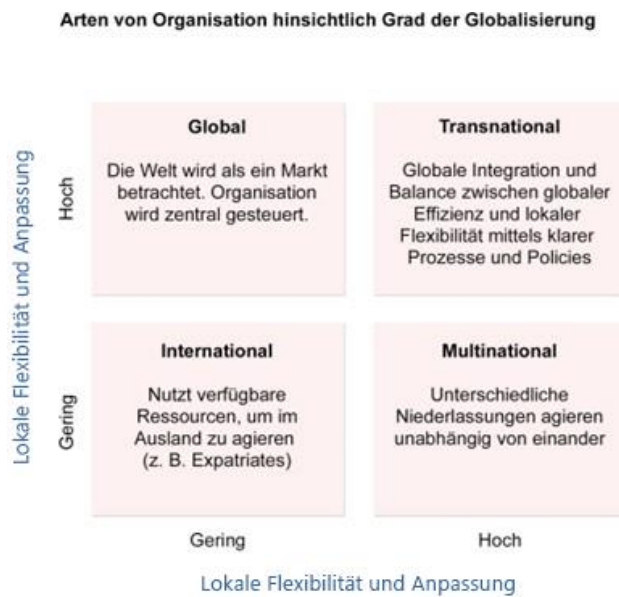 Arten von Organisation hinsichtlich Grad der Globalisierung
Lokale Flexibilität und Anpassung
Hoch
Global
Die Welt wird als ein Markt
betrachtet. Organisation
wird zentral gesteuert.
Transnational
Globale Integration und
Balance zwischen globaler
Effizienz und lokaler
Flexibilität mittels klarer
Prozesse und Policies
Gering
International
Nutzt verfügbare
Ressourcen, um im
Ausland zu agieren
(z. B. Expatriates)
Multinational
Unterschiedliche
Niederlassungen agieren
unabhängig von einander
Gering
Hoch
Lokale Flexibilität und Anpassung